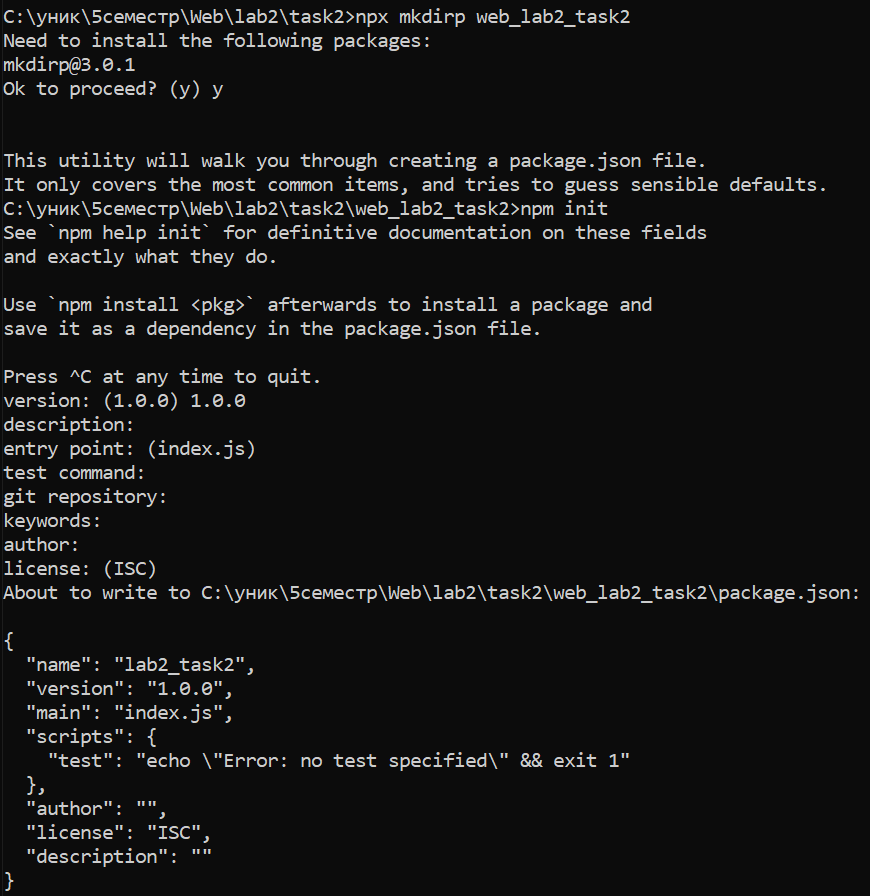 C:\уник\5семестр\Web\lab2\task2>npx mkdirp web_lab2_task2
Need to install the following packages:
mkdirp@3.0.1
Ok to proceed? (y) y
This utility will walk you through creating a package.json file.
It only covers the most common items, and tries to guess sensible defaults.
C:\уник\5семестр\Web\lab2\task2\web_lab2_task2>npm init
See `npm help init` for definitive documentation on these fields
and exactly what they do.
Use `npm install <pkg>` afterwards to install a package and
save it as a dependency in the package.json file.
Press ^C at any time to quit.
version: (1.0.0) 1.0.0
description:
entry point: (index.js)
test command:
git repository:
keywords:
author:
license: (ISC)
About to write to C:\уник\5семестр\Web\lab2\task2\web_lab2_task2\package.json:
{
  "name": "lab2_task2",
  "version": "1.0.0",
  "main": "index.js",
  "scripts": {
    "test": "echo \"Error: no test specified\" && exit 1"
  },
  "author": "",
  "license": "ISC",
  "description": ""
}